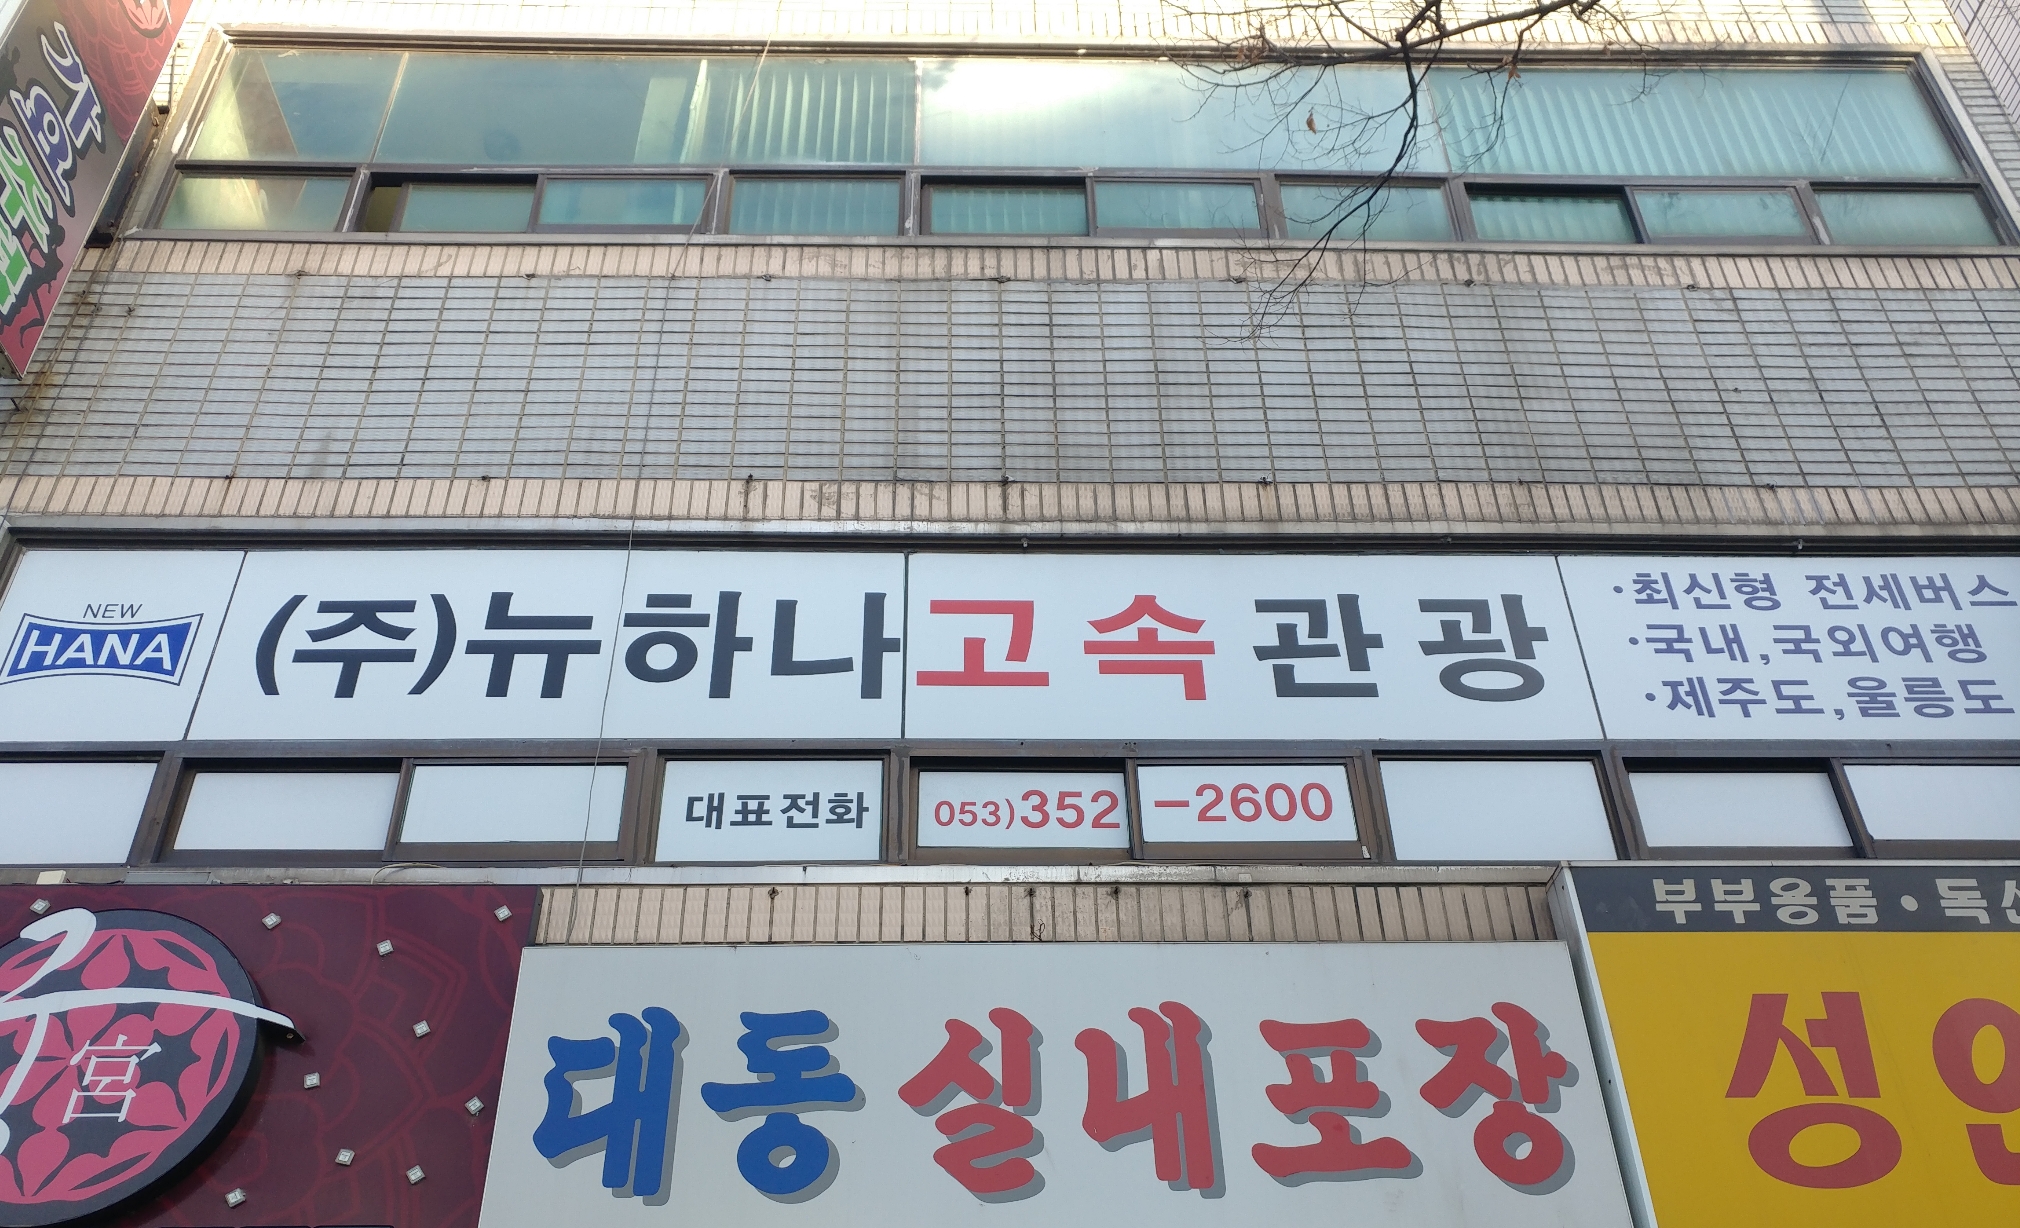 NEW
HANA
(주)뉴하나고속관광
·최신형 전세버스
·국내,국외여행
·제주도,울릉도
대표전화 053)352-2600
부부용품·독
宮
대동실내포장
성인